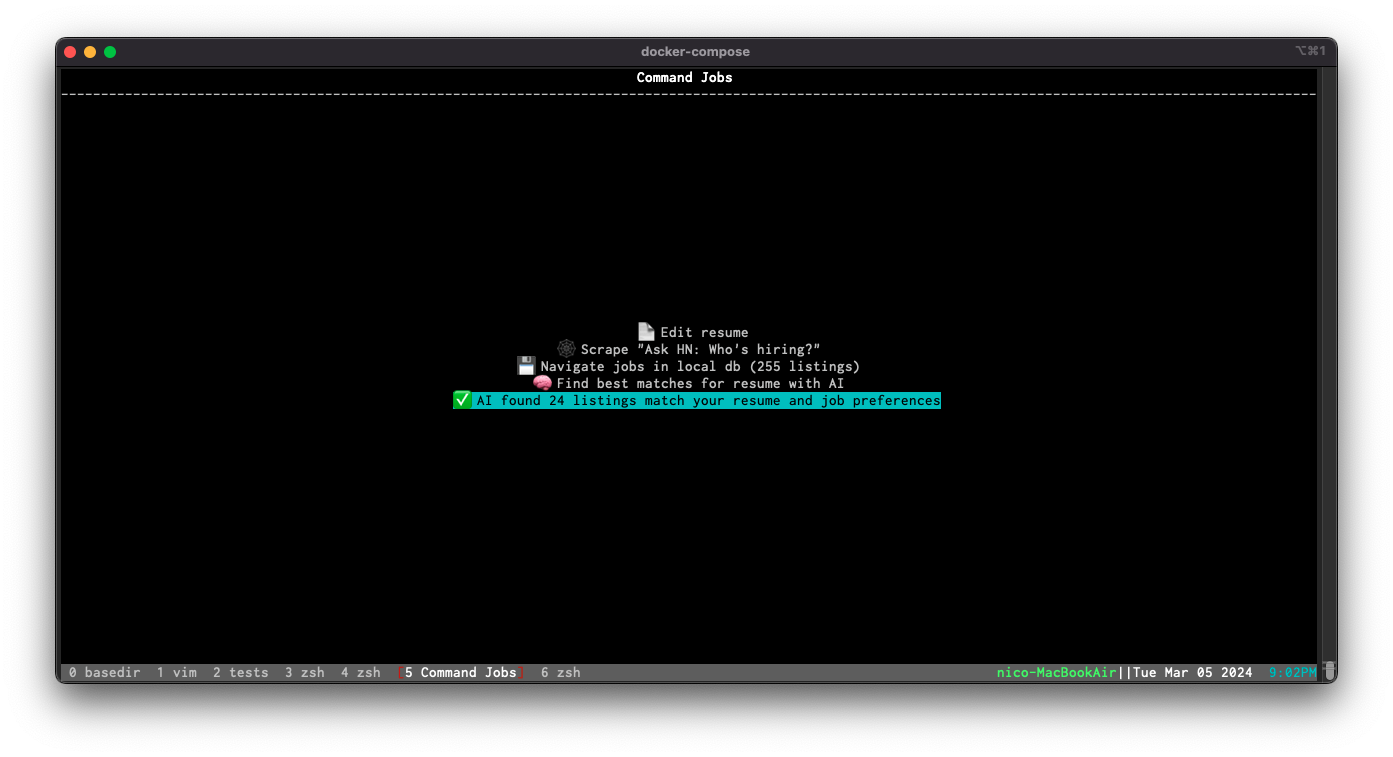 docker-compose
⌥⌘1
Command Jobs
Edit resume
Scrape "Ask HN: Who's hiring?"
Navigate jobs in local db (255 listings)
Find best matches for resume with AI
AI found 24 listings match your resume and job preferences
0 basedir 1 vim 2 tests 3 zsh 4 zsh [5 Command Jobs] 6 zsh nico-MacBookAir||Tue Mar 05 2024 9:02PM